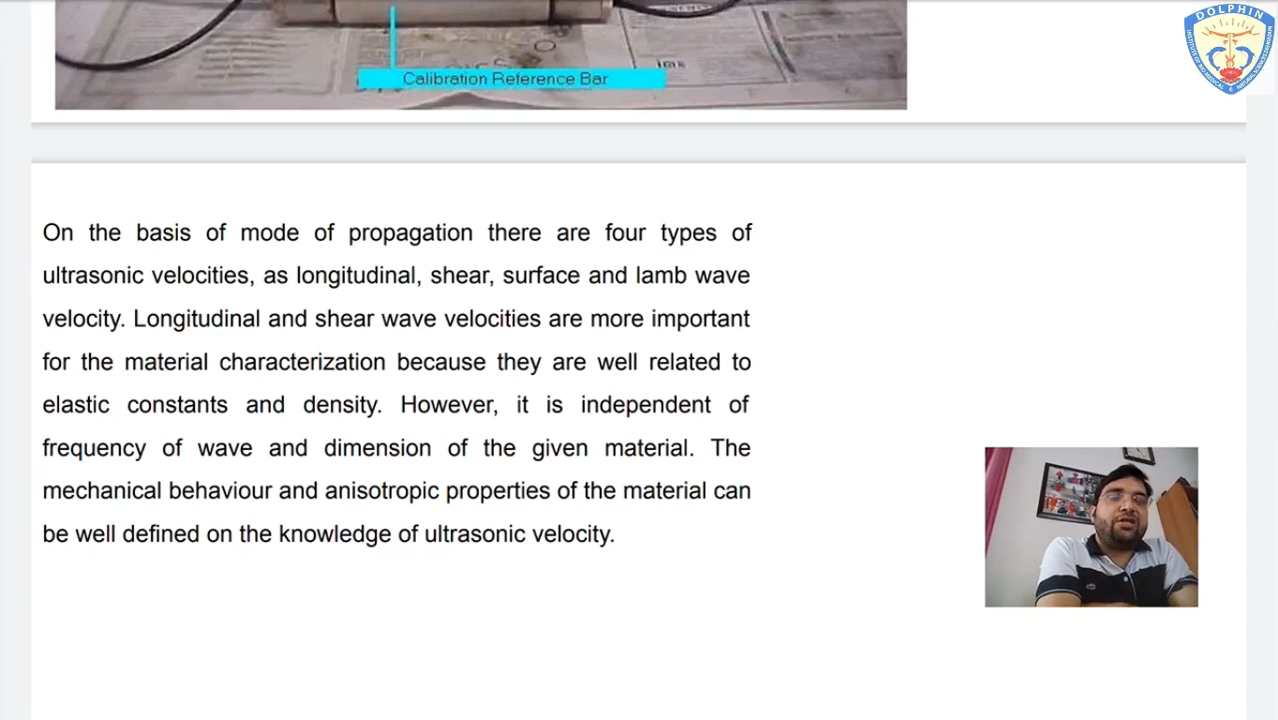 DOLPHIN
Calibration Reference Bar
On the basis of mode of propagation there are four types of
ultrasonic velocities, as longitudinal, shear, surface and lamb wave
velocity. Longitudinal and shear wave velocities are more important
for the material characterization because they are well related to
elastic constants and density. However, it is independent of
frequency of wave and dimension of the given material. The
mechanical behaviour and anisotropic properties of the material can
be well defined on the knowledge of ultrasonic velocity.